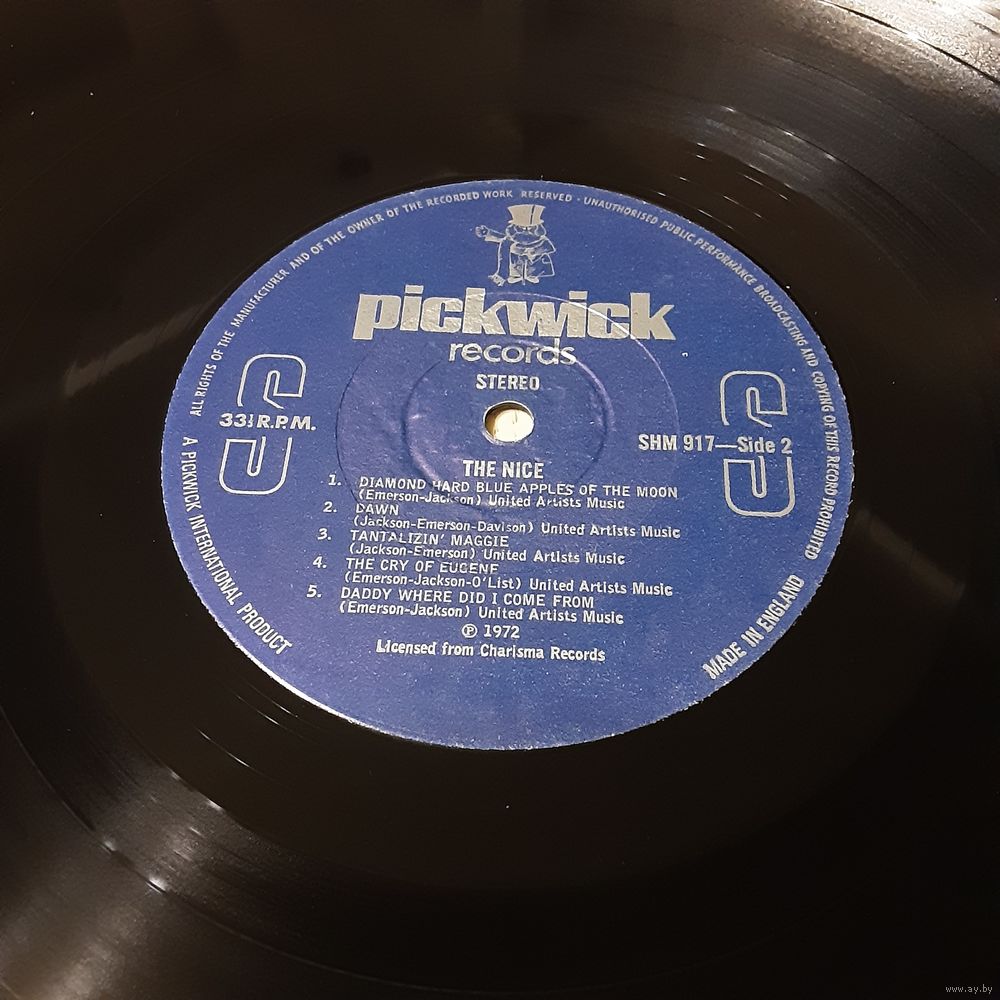 ALL RIGHTS OF THE MANUFACTURER AND OF THE OWNER OF THE RECORDED WORK RESERVED · UNAUTHORISED PUBLIC PERFORMANCE BROADCASTING AND COPYING OF THIS RECORD PROHIBITED
pickwick
records
STEREO
33⅓ R.P.M.
SHM 917—Side 2
THE NICE
1. DIAMOND HARD BLUE APPLES OF THE MOON
(Emerson-Jackson) United Artists Music
2. DAWN
(Jackson-Emerson-Davison) United Artists Music
3. TANTALIZIN' MAGGIE
(Jackson-Emerson) United Artists Music
4. THE CRY OF EUGENE
(Emerson-Jackson-O'List) United Artists Music
5. DADDY WHERE DID I COME FROM
(Emerson-Jackson) United Artists Music
℗ 1972
Licensed from Charisma Records
A PICKWICK INTERNATIONAL PRODUCT
MADE IN ENGLAND
www.ay.by